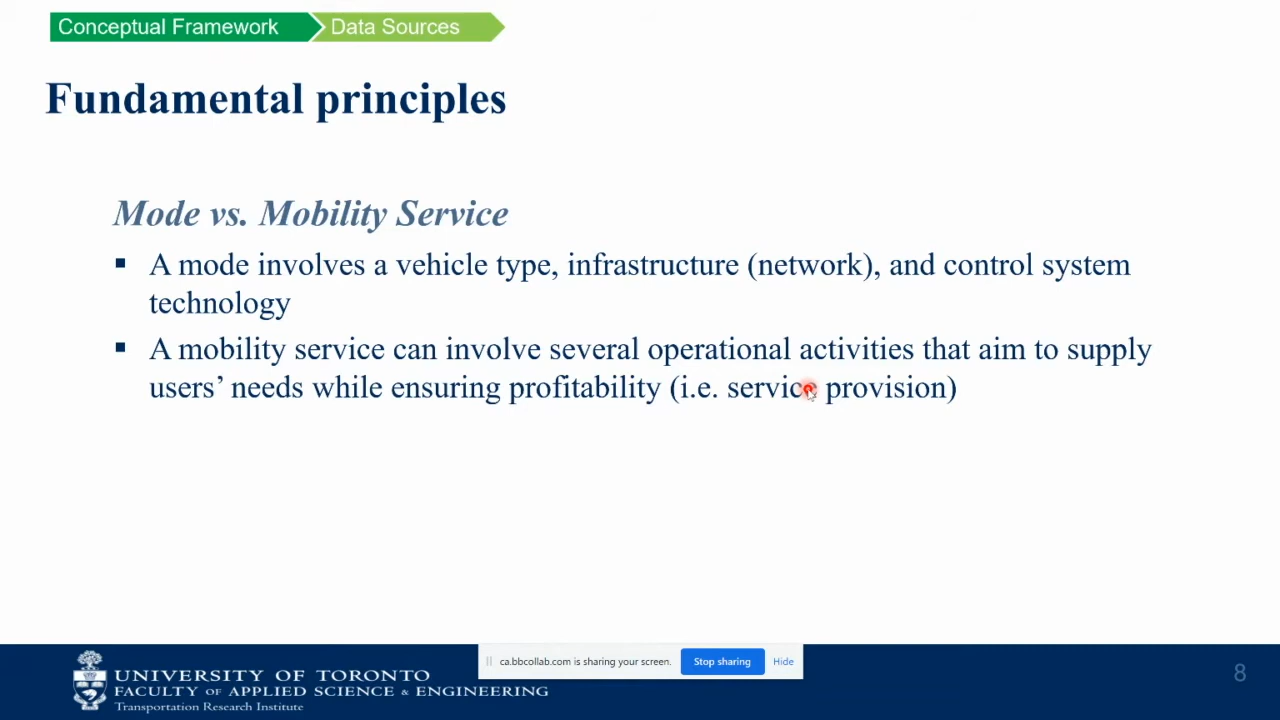 Conceptual Framework
Data Sources
Fundamental principles
Mode vs. Mobility Service
▪ A mode involves a vehicle type, infrastructure (network), and control system
technology
▪ A mobility service can involve several operational activities that aim to supply
users’ needs while ensuring profitability (i.e. service provision)
ca.bbcollab.com is sharing your screen.
Stop sharing
Hide
UNIVERSITY OF TORONTO
FACULTY OF APPLIED SCIENCE & ENGINEERING
Transportation Research Institute
8